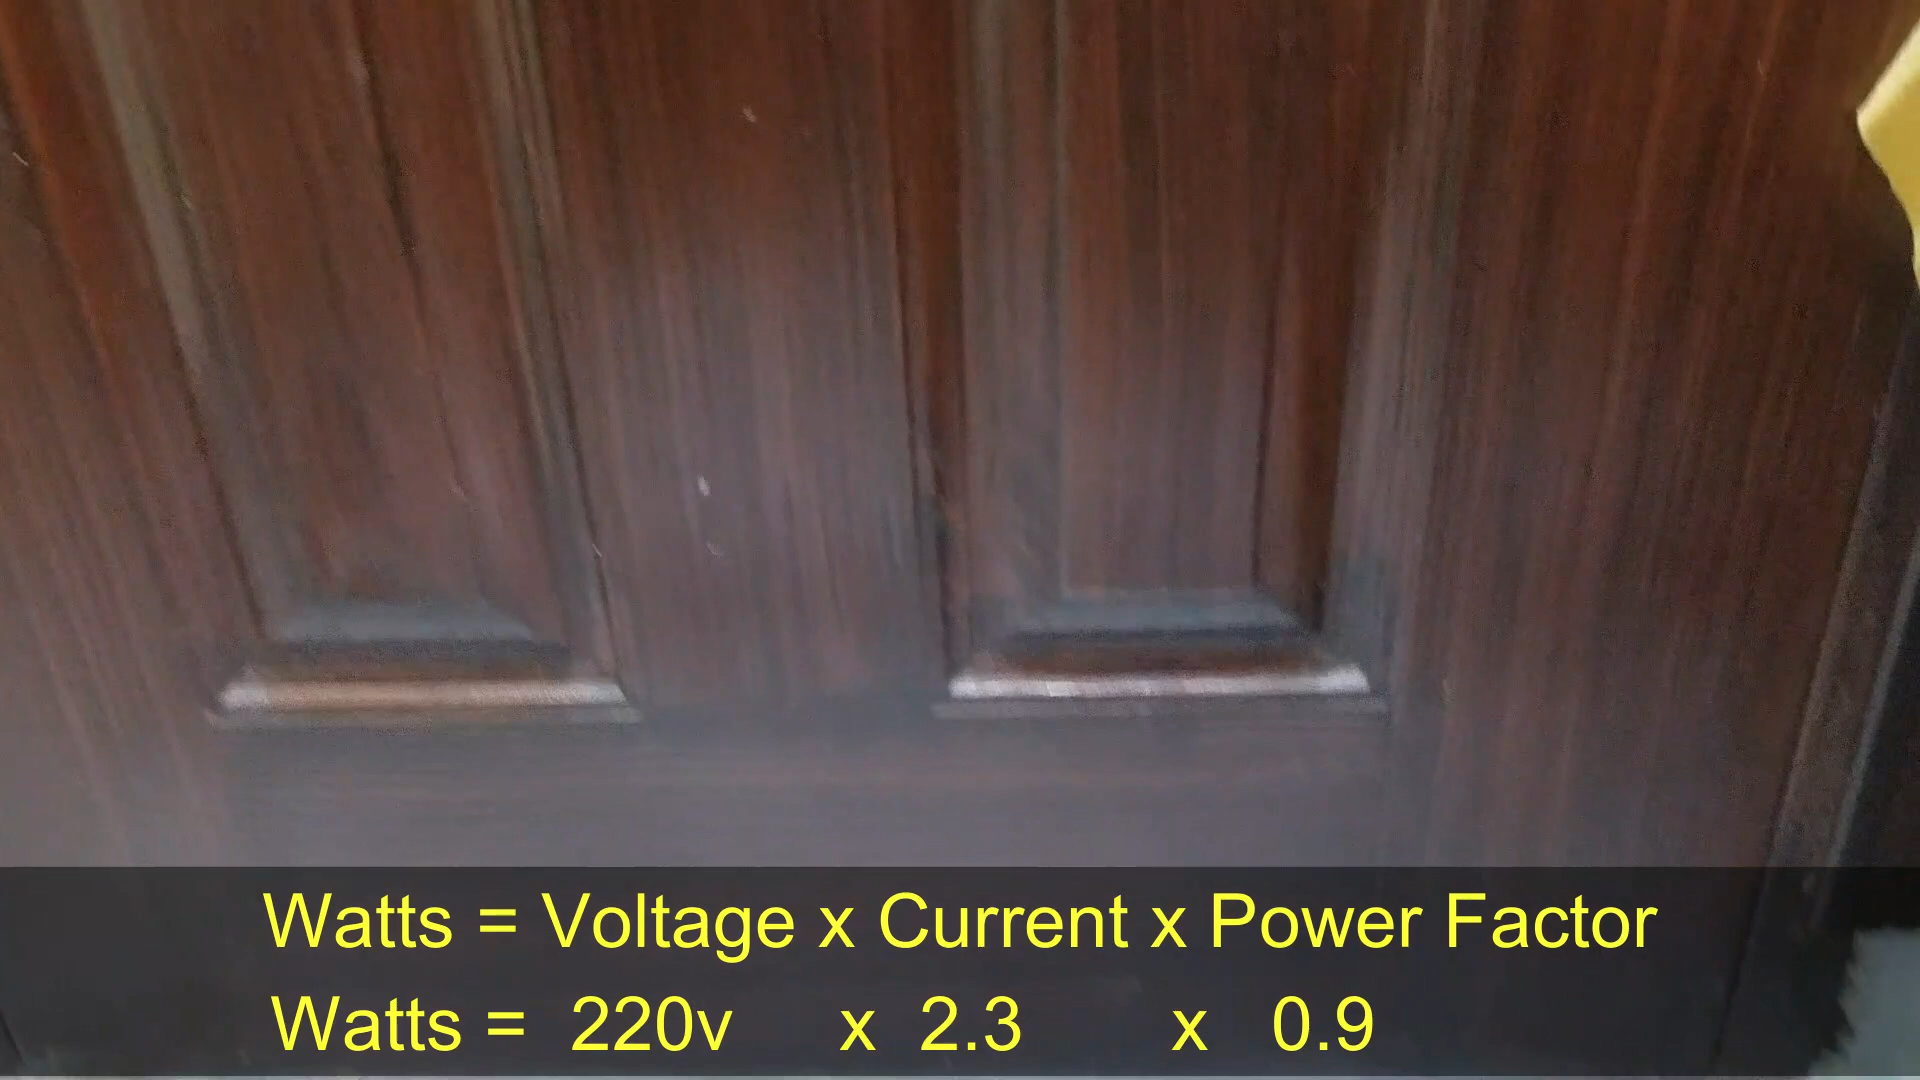 Watts = Voltage x Current x Power Factor
Watts = 220v x 2.3 x 0.9